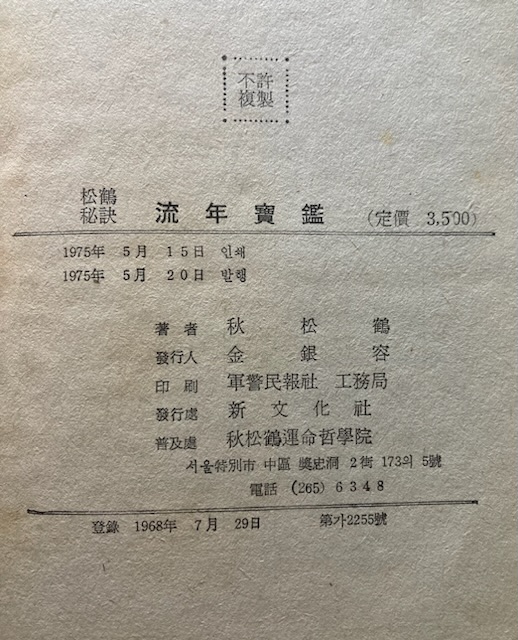 不許
複製
松鶴
秘訣 流年寶鑑 (定價 3,500)
1975年 5月 15日 인쇄
1975年 5月 20日 발행
著者 秋松鶴
發行人 金銀容
印刷 軍警民報社 工務局
發行處 新文化社
普及處 秋松鶴運命哲學院
서울特別市 中區 奬忠洞 2街 173의 5號
電話 (265) 6348
登錄 1968年 7月 29日 第가2255號